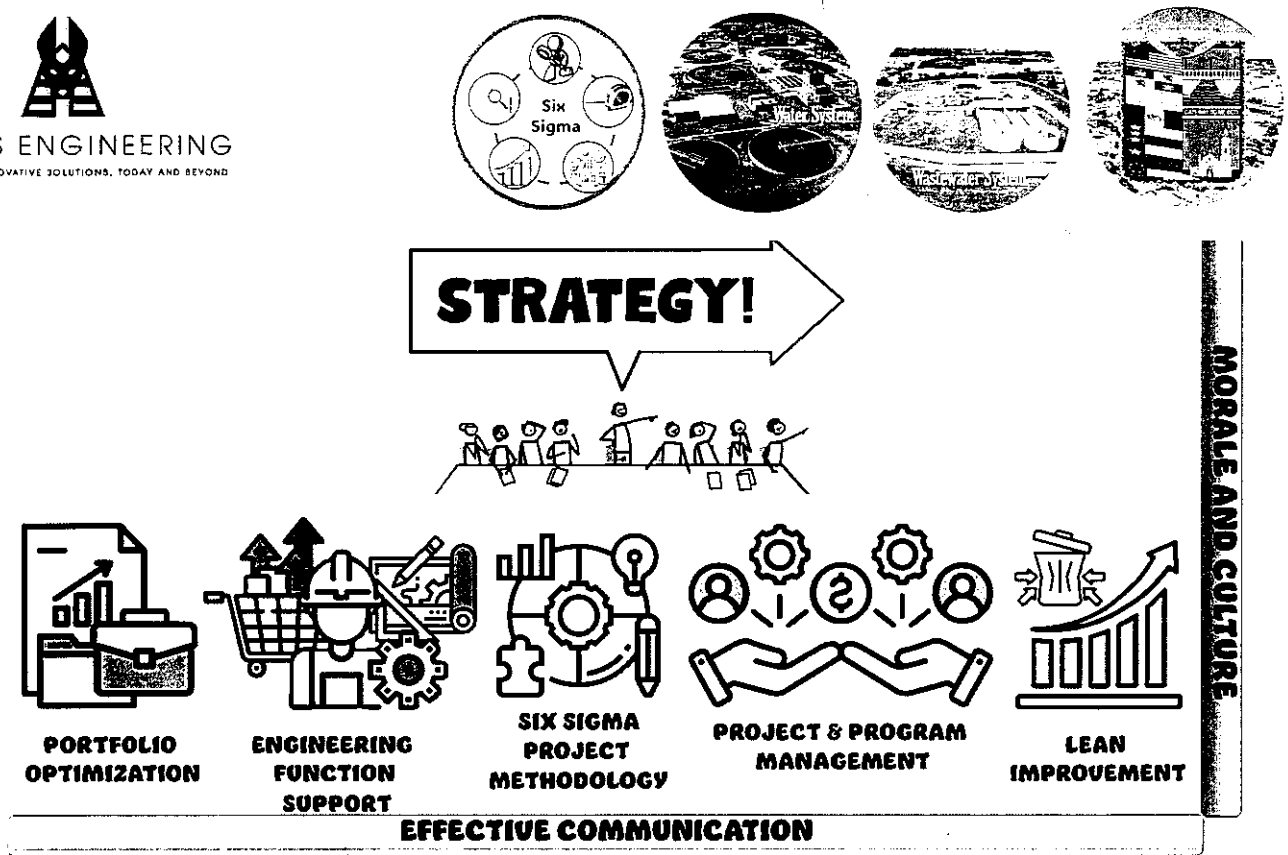 S ENGINEERING
OVATIVE SOLUTIONS, TODAY AND BEYOND
Six
Sigma
Water System
Wastewater System
STRATEGY!
MORALE AND CULTURE
PORTFOLIO
OPTIMIZATION
ENGINEERING
FUNCTION
SUPPORT
SIX SIGMA
PROJECT
METHODOLOGY
PROJECT & PROGRAM
MANAGEMENT
LEAN
IMPROVEMENT
EFFECTIVE COMMUNICATION